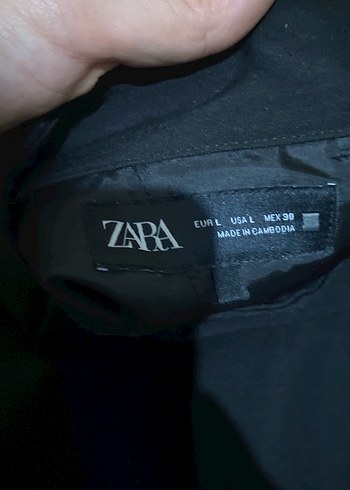 ZARA
EUR L USA L MEX 30
MADE IN CAMBODIA